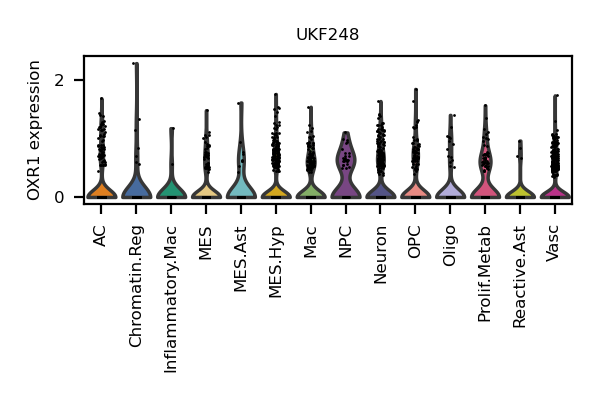 UKF248
OXR1 expression
2
0
AC
Chromatin.Reg
Inflammatory.Mac
MES
MES.Ast
MES.Hyp
Mac
NPC
Neuron
OPC
Oligo
Prolif.Metab
Reactive.Ast
Vasc